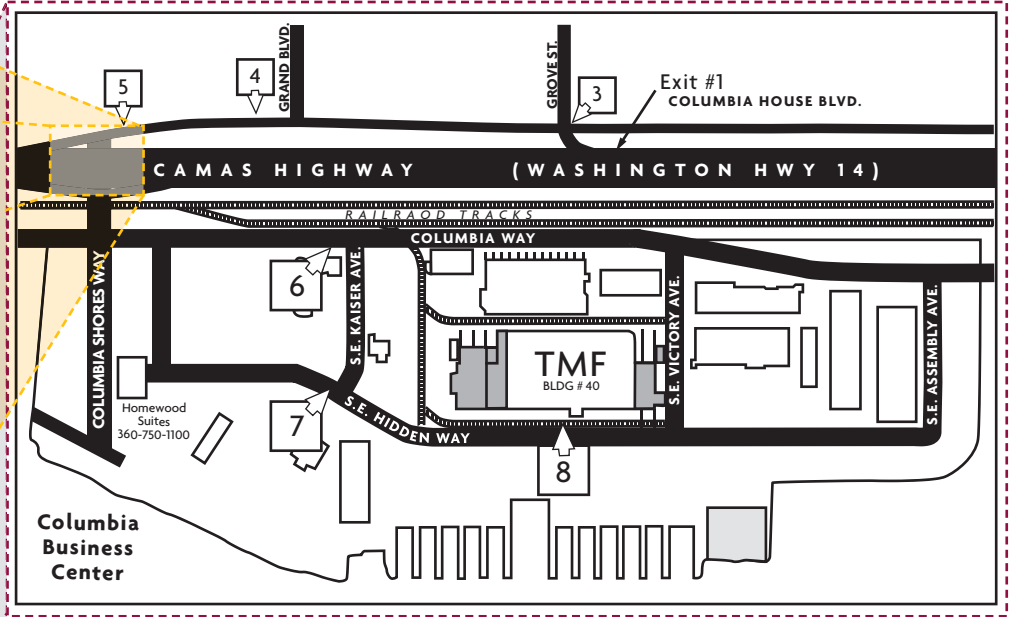 5
4
GRAND BLVD.
GROVE ST.
3
Exit #1
COLUMBIA HOUSE BLVD.
CAMAS HIGHWAY (WASHINGTON HWY 14)
RAILRAOD TRACKS
COLUMBIA WAY
6
COLUMBIA SHORES WAY
S.E. KAISER AVE.
S.E. VICTORY AVE.
S.E. ASSEMBLY AVE.
TMF
BLDG # 40
Homewood
Suites
360-750-1100
7
S.E. HIDDEN WAY
8
Columbia
Business
Center